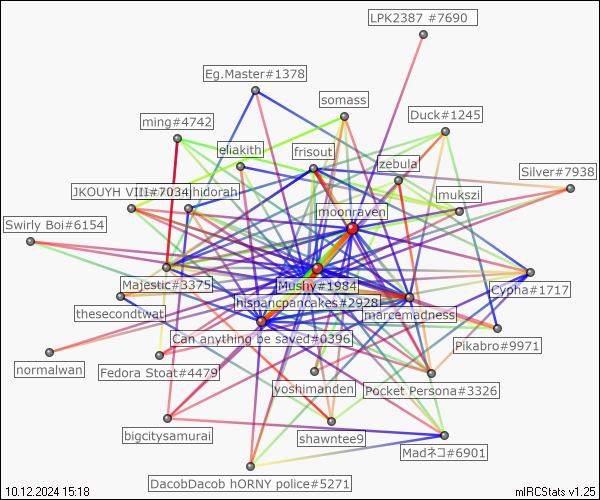 LPK2387 #7690
Eg.Master#1378
somass
Duck#1245
ming#4742
eliakith
frisout
zebula
Silver#7938
JKOUYH VIII#7034
hidorah
mukszi
moonraven
Swirly Boi#6154
Majestic#3375
Mushy#1984
Cypha#1717
thesecondtwat
hispancpancakes#2928
marcemadness
Can anything be saved#0396
Pikabro#9971
normalwan
Fedora Stoat#4479
yoshimanden
Pocket Persona#3326
bigcitysamurai
shawntee9
Madネコ#6901
DacobDacob hORNY police#5271
10.12.2024 15:18
mIRCStats v1.25